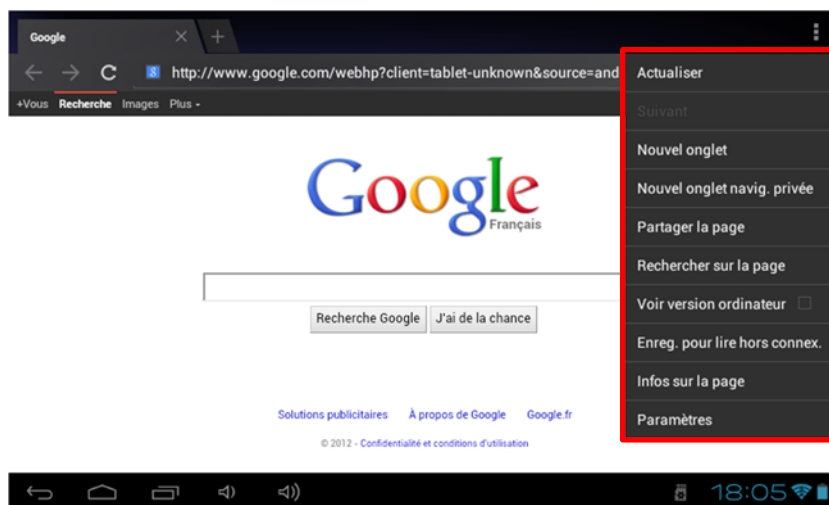 Google
http://www.google.com/webhp?client=tablet-unknown&source=and
+Vous Recherche Images Plus
Google
Français
Recherche Google J'ai de la chance
Solutions publicitaires À propos de Google Google.fr
© 2012 - Confidentialité et conditions d'utilisation
Actualiser
Suivant
Nouvel onglet
Nouvel onglet navig. privée
Partager la page
Rechercher sur la page
Voir version ordinateur
Enreg. pour lire hors connex.
Infos sur la page
Paramètres
18:05